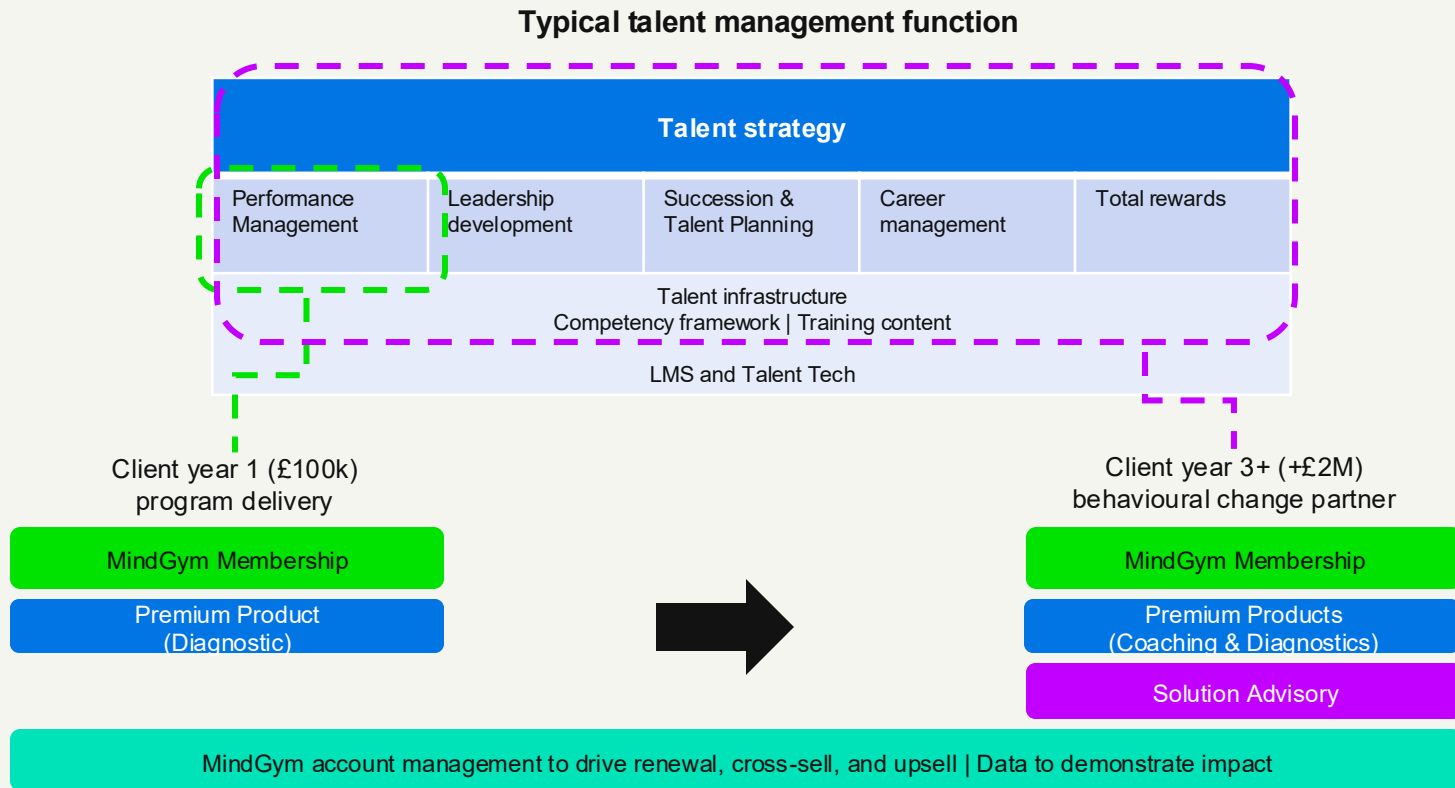 Typical talent management function
Talent strategy
Performance
Management
Leadership
development
Succession &
Talent Planning
Career
management
Total rewards
Talent infrastructure
Competency framework | Training content
LMS and Talent Tech
Client year 1 (£100k)
program delivery
MindGym Membership
Premium Product
(Diagnostic)
Client year 3+ (+£2M)
behavioural change partner
MindGym Membership
Premium Products
(Coaching & Diagnostics)
Solution Advisory
MindGym account management to drive renewal, cross-sell, and upsell | Data to demonstrate impact